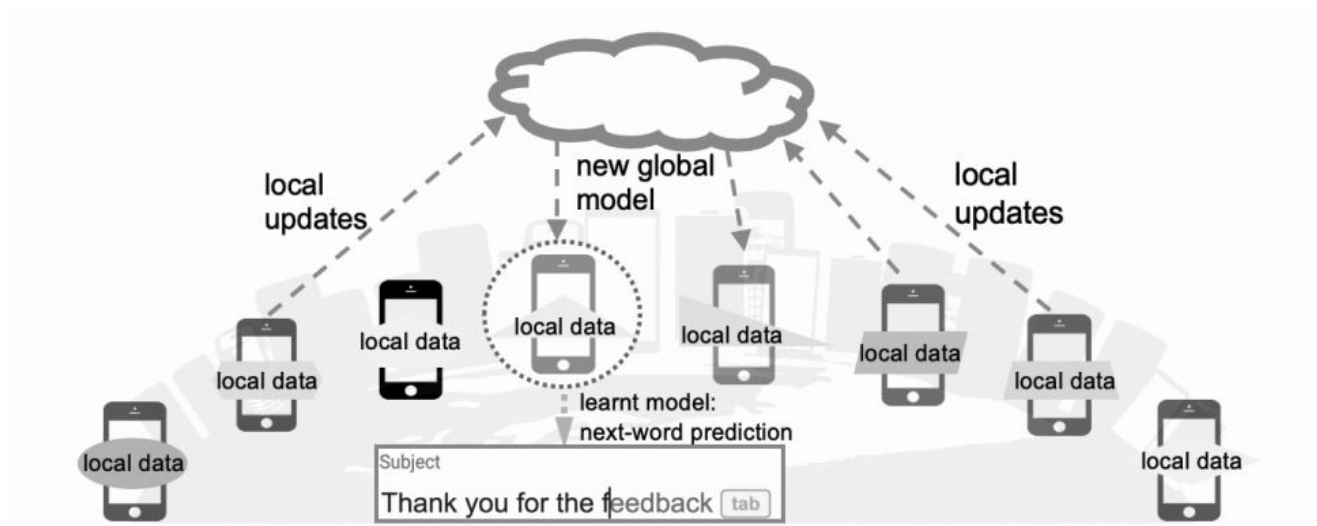 new global
model
local
updates
local
updates
local data
local data
local data
local data
local data
local data
local data
local data
learnt model:
next-word prediction
Subject
Thank you for the feedback tab